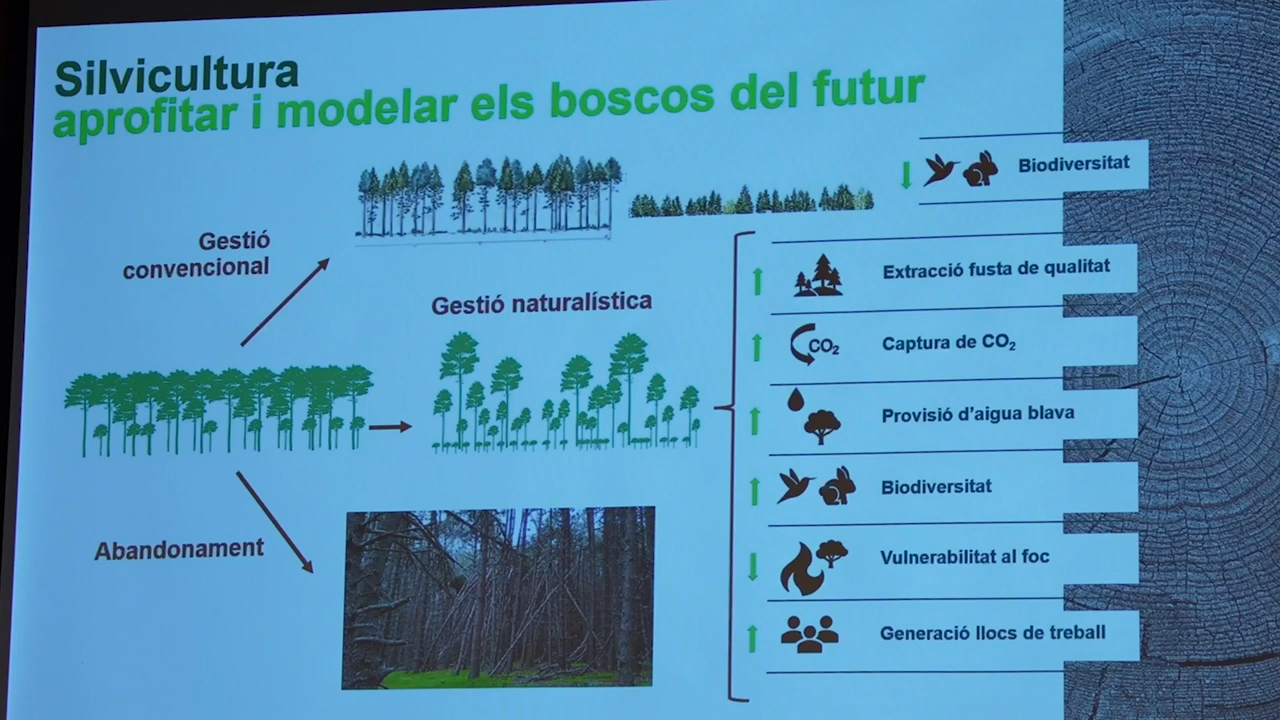 Silvicultura
aprofitar i modelar els boscos del futur
Biodiversitat
Gestió
convencional
Gestió naturalística
Abandonament
Extracció fusta de qualitat
CO₂
Captura de CO₂
Provisió d'aigua blava
Biodiversitat
Vulnerabilitat al foc
Generació llocs de treball